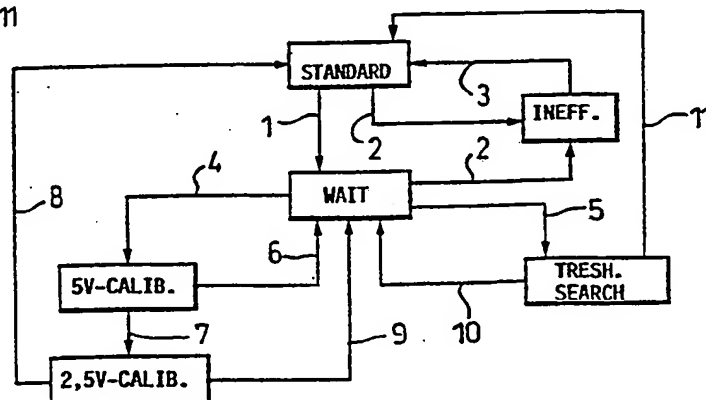 11
STANDARD
3
INEFF.
1
2
11
4
2
8
WAIT
5
6
5V-CALIB.
TRESH.
SEARCH
10
7
9
2,5V-CALIB.